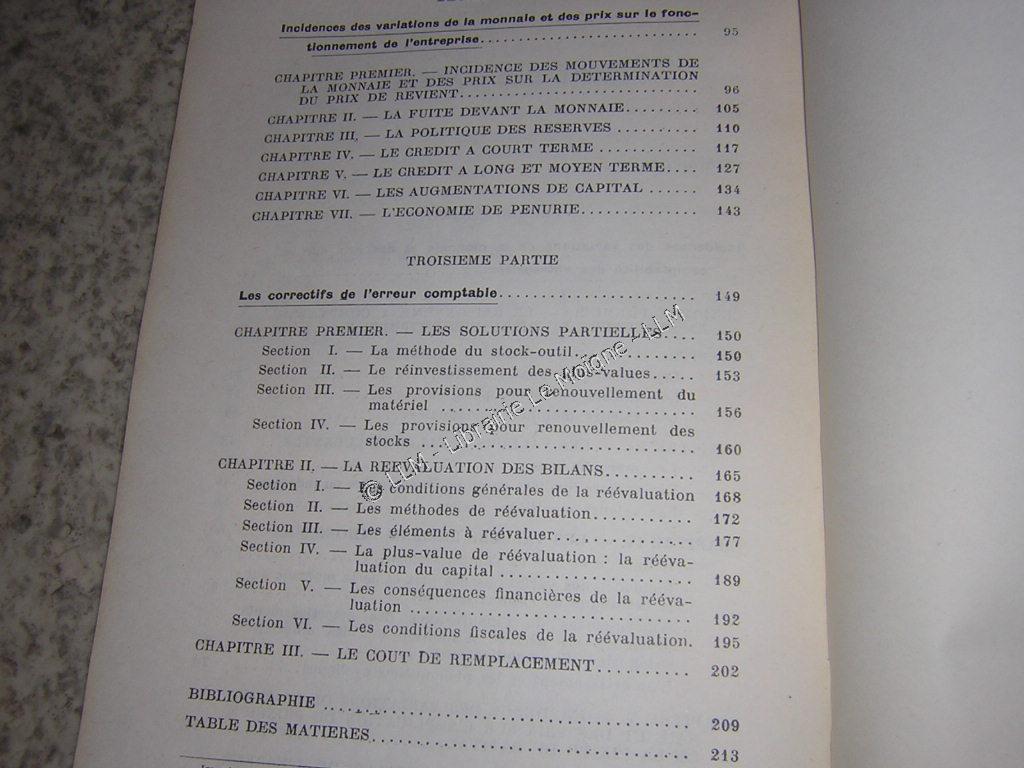 Incidences des variations de la monnaie et des prix sur le fonc-
tionnement de l'entreprise.............................. 95
CHAPITRE PREMIER. — INCIDENCE DES MOUVEMENTS DE
LA MONNAIE ET DES PRIX SUR LA DETERMINATION
DU PRIX DE REVIENT.............................. 96
CHAPITRE II. — LA FUITE DEVANT LA MONNAIE......... 105
CHAPITRE III, — LA POLITIQUE DES RESERVES .......... 110
CHAPITRE IV. — LE CREDIT A COURT TERME ............ 117
CHAPITRE V. — LE CREDIT A LONG ET MOYEN TERME.... 127
CHAPITRE VI. — LES AUGMENTATIONS DE CAPITAL ...... 134
CHAPITRE VII. — L'ECONOMIE DE PENURIE.............. 143
TROISIEME PARTIE
Les correctifs de l'erreur comptable........................ 149
CHAPITRE PREMIER. — LES SOLUTIONS PARTIELLES.... 150
Section I. — La méthode du stock-outil............... 150
Section II. — Le réinvestissement des plus-values..... 153
Section III. — Les provisions pour renouvellement du
matériel ............................... 156
Section IV. — Les provisions pour renouvellement des
stocks ................................. 160
CHAPITRE II. — LA REEVALUATION DES BILANS.......... 165
Section I. — Les conditions générales de la réévaluation 168
Section II. — Les méthodes de réévaluation........... 172
Section III. — Les éléments à réévaluer............... 177
Section IV. — La plus-value de réévaluation : la rééva-
luation du capital ..................... 189
Section V. — Les conséquences financières de la rééva-
luation ................................ 192
Section VI. — Les conditions fiscales de la réévaluation. 195
CHAPITRE III. — LE COUT DE REMPLACEMENT.......... 202
BIBLIOGRAPHIE ...................................... 209
TABLE DES MATIERES................................. 213
© LLM - Librairie Le Moione - LLM